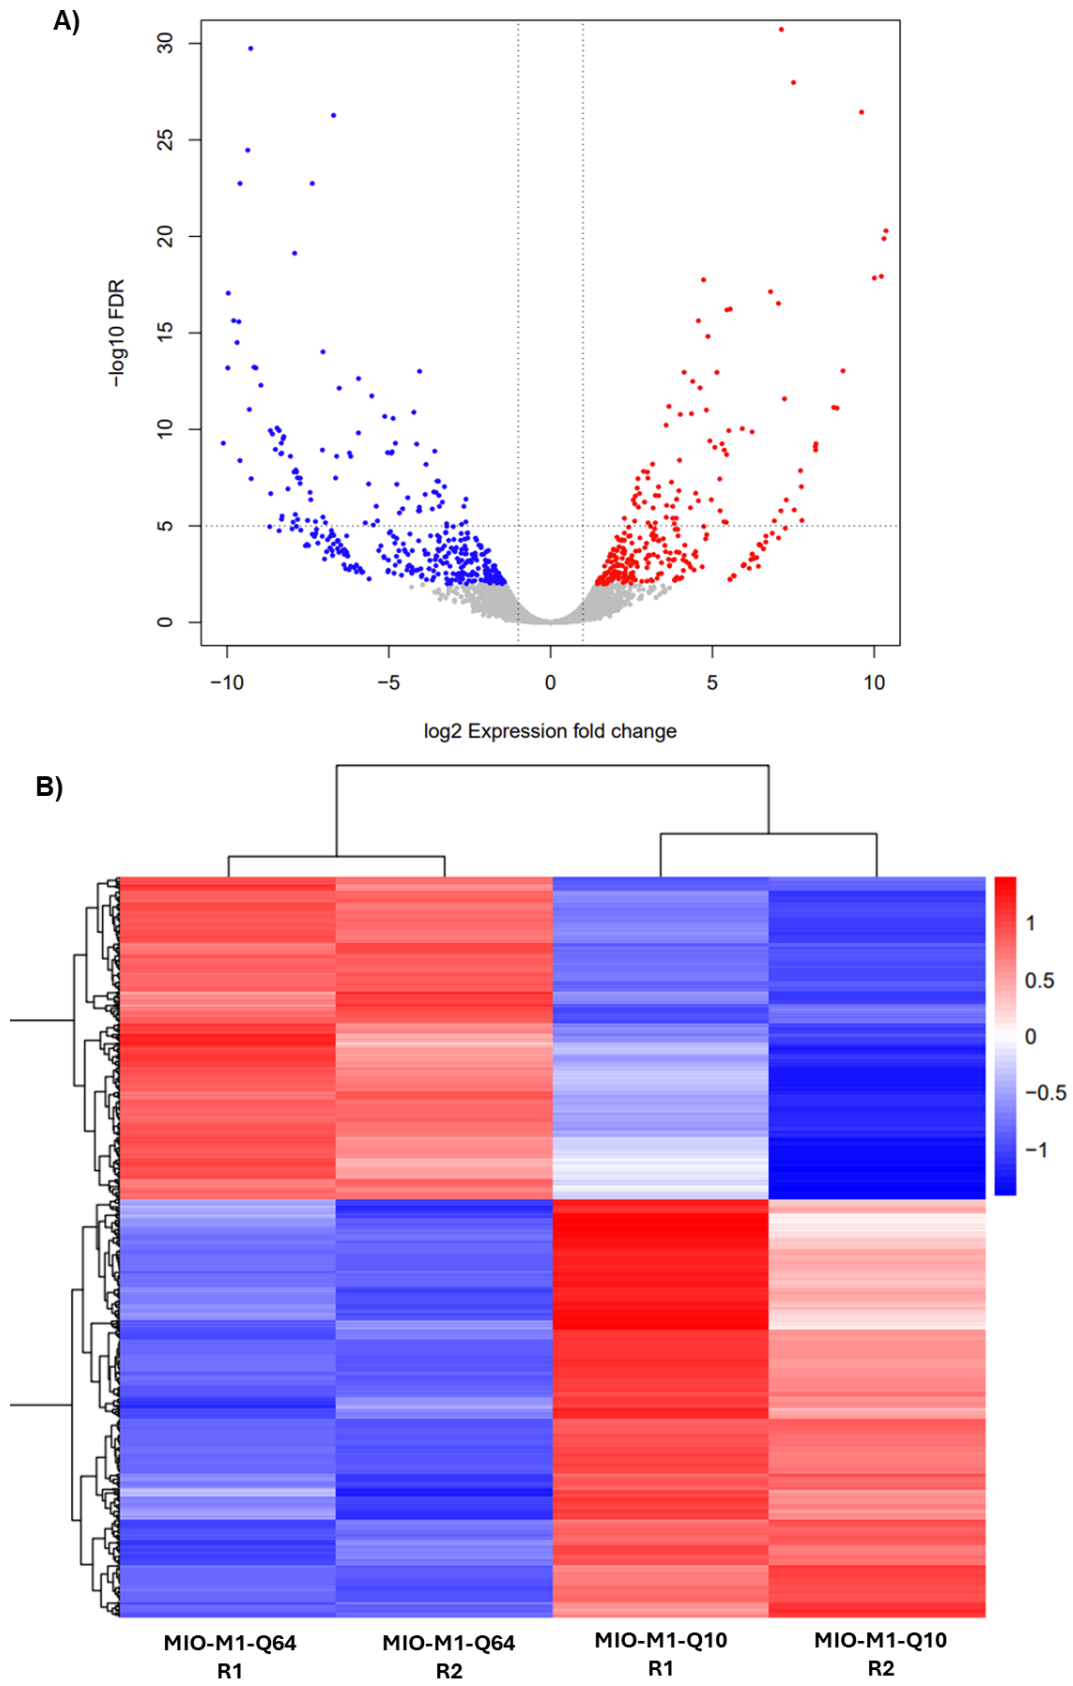 A)
30
25
20
15
10
5
0
−log10 FDR
−10 −5 0 5 10
log2 Expression fold change
B)
1
0.5
0
−0.5
−1
MIO-M1-Q64 MIO-M1-Q64 MIO-M1-Q10 MIO-M1-Q10
R1 R2 R1 R2